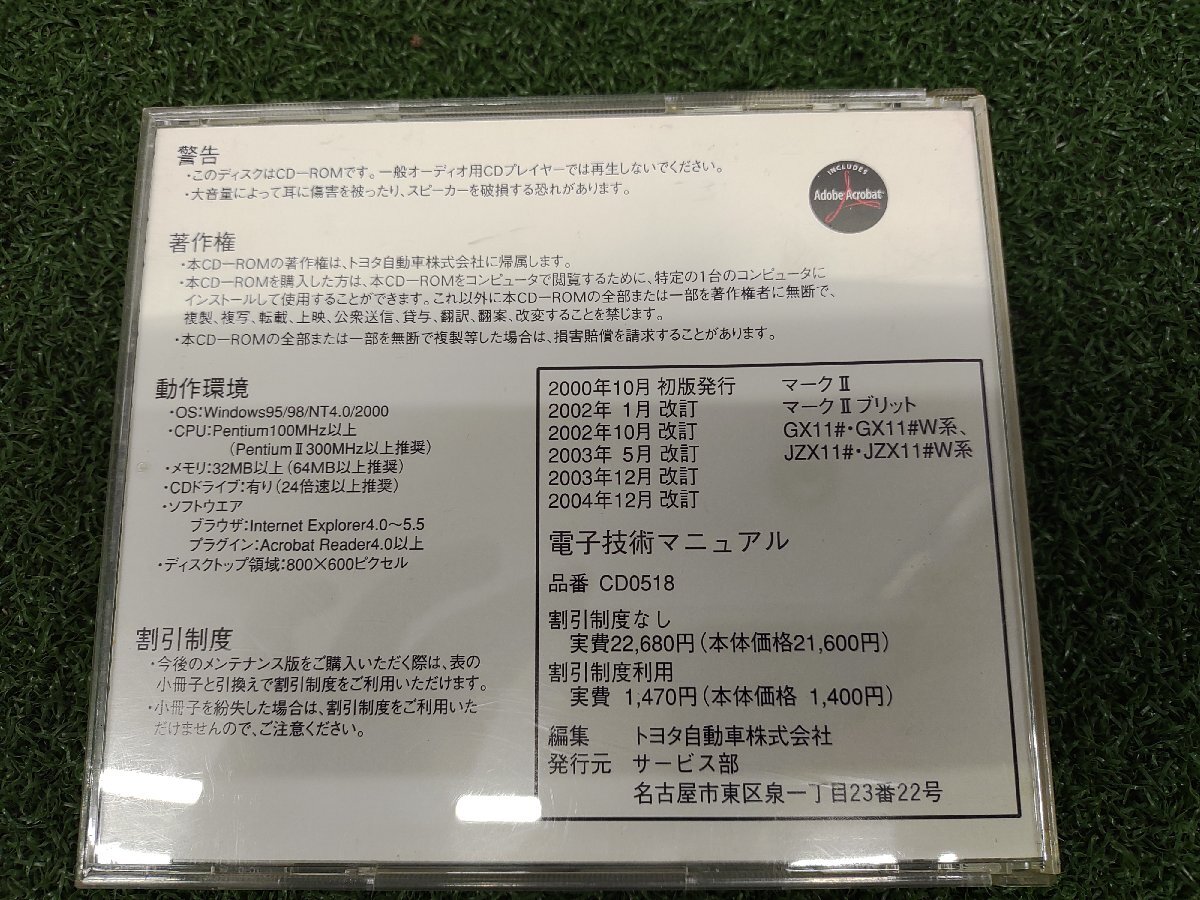 警告
・このディスクはCD－ROMです。一般オーディオ用CDプレイヤーでは再生しないでください。
・大音量によって耳に傷害を被ったり、スピーカーを破損する恐れがあります。
INCLUDES
Adobe Acrobat
著作権
・本CD－ROMの著作権は、トヨタ自動車株式会社に帰属します。
・本CD－ROMを購入した方は、本CD－ROMをコンピュータで閲覧するために、特定の1台のコンピュータに
インストールして使用することができます。これ以外に本CD－ROMの全部または一部を著作権者に無断で、
複製、複写、転載、上映、公衆送信、貸与、翻訳、翻案、改変することを禁じます。
・本CD－ROMの全部または一部を無断で複製等した場合は、損害賠償を請求することがあります。
動作環境
・OS：Windows95/98/NT4.0/2000
・CPU：Pentium100MHz以上
（PentiumⅡ300MHz以上推奨）
・メモリ：32MB以上（64MB以上推奨）
・CDドライブ：有り（24倍速以上推奨）
・ソフトウエア
ブラウザ：Internet Explorer4.0～5.5
プラグイン：Acrobat Reader4.0以上
・ディスクトップ領域：800×600ピクセル
割引制度
・今後のメンテナンス版をご購入いただく際は、表の
小冊子と引換えで割引制度をご利用いただけます。
・小冊子を紛失した場合は、割引制度をご利用いた
だけませんので、ご注意ください。
2000年10月 初版発行 マークⅡ
2002年 1月 改訂 マークⅡ ブリット
2002年10月 改訂 GX11#・GX11#W系、
2003年 5月 改訂 JZX11#・JZX11#W系
2003年12月 改訂
2004年12月 改訂
電子技術マニュアル
品番 CD0518
割引制度なし
実費22,680円（本体価格21,600円）
割引制度利用
実費 1,470円（本体価格 1,400円）
編集 トヨタ自動車株式会社
発行元 サービス部
名古屋市東区泉一丁目23番22号